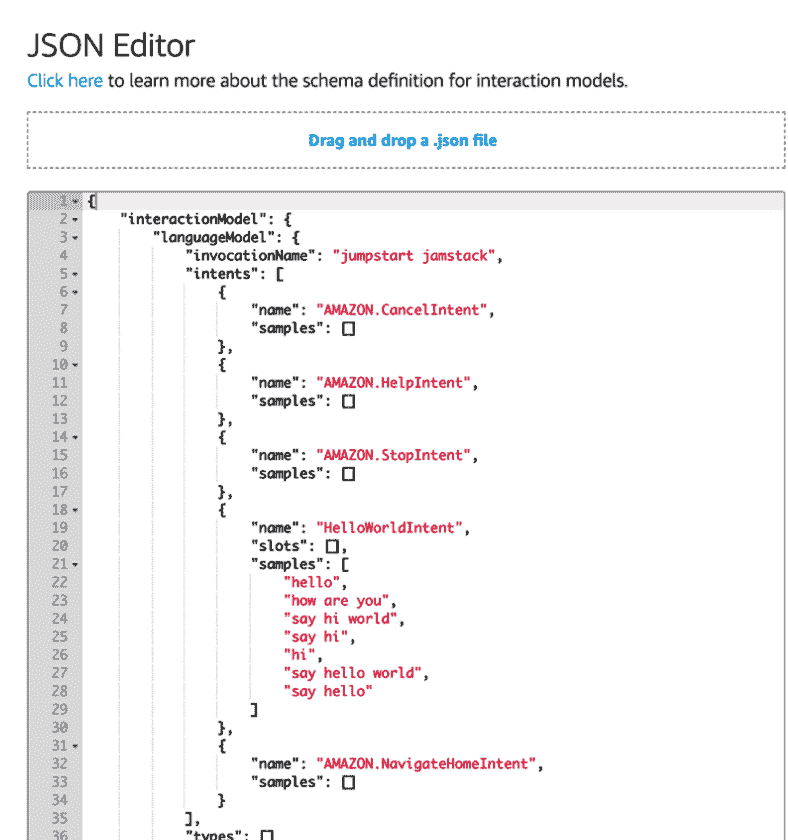 JSON Editor
Click here to learn more about the schema definition for interaction models.
Drag and drop a .json file
1 {
2 "interactionModel": {
3 "languageModel": {
4 "invocationName": "jumpstart jamstack",
5 "intents": [
6 {
7 "name": "AMAZON.CancelIntent",
8 "samples": []
9 },
10 {
11 "name": "AMAZON.HelpIntent",
12 "samples": []
13 },
14 {
15 "name": "AMAZON.StopIntent",
16 "samples": []
17 },
18 {
19 "name": "HelloWorldIntent",
20 "slots": [],
21 "samples": [
22 "hello",
23 "how are you",
24 "say hi world",
25 "say hi",
26 "hi",
27 "say hello world",
28 "say hello"
29 ]
30 },
31 {
32 "name": "AMAZON.NavigateHomeIntent",
33 "samples": []
34 }
35 ],
36 "types": []